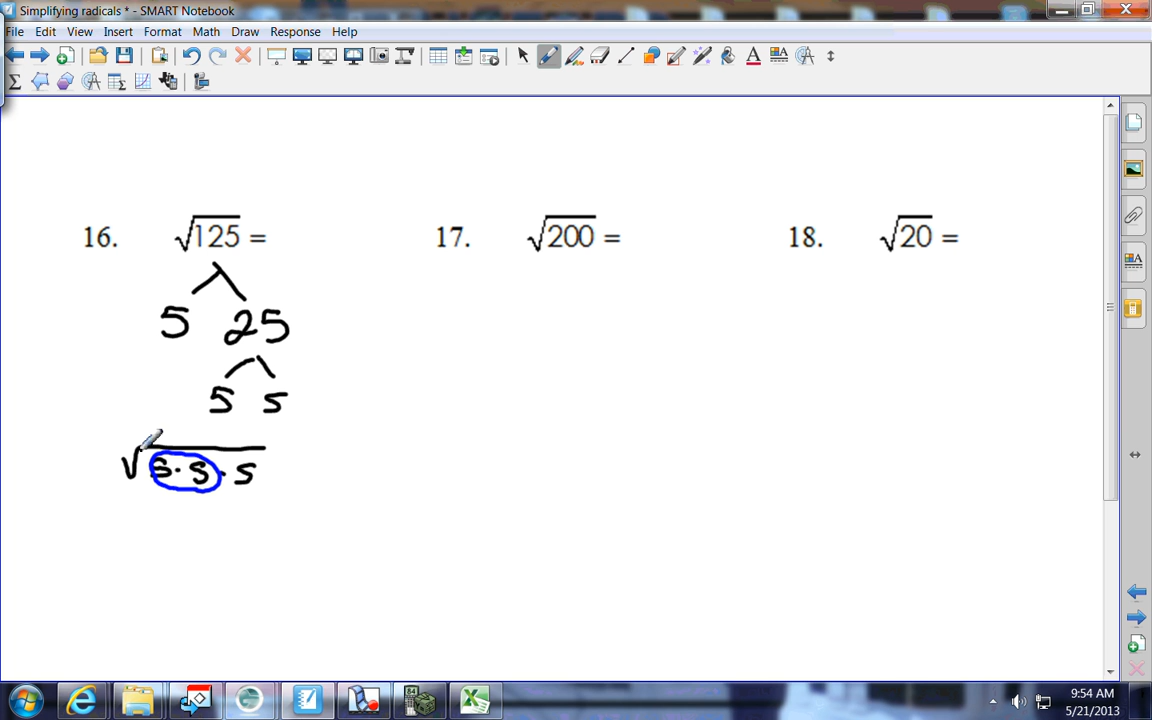 Simplifying radicals * - SMART Notebook
File Edit View Insert Format Math Draw Response Help
16. √125 = 17. √200 = 18. √20 =
5 25
5 5
√5·5·5
9:54 AM
5/21/2013